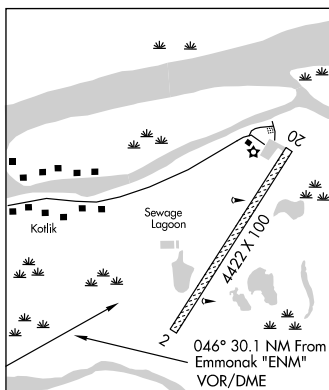 20
Sewage
Lagoon
Kotlik
4422 X 100
2
046° 30.1 NM From
Emmonak "ENM"
VOR/DME